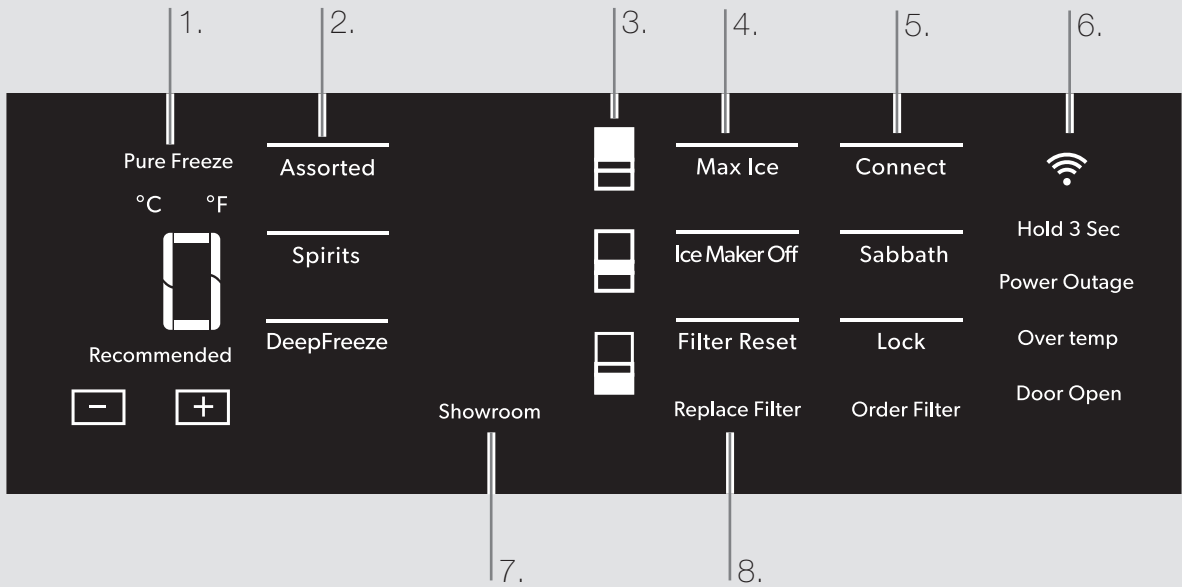 1.
2.
3.
4.
5.
6.
Pure Freeze
°C °F
0
Recommended
- +
Assorted
Spirits
DeepFreeze
Showroom
Max Ice
Ice Maker Off
Filter Reset
Replace Filter
Connect
Sabbath
Lock
Order Filter
Hold 3 Sec
Power Outage
Over temp
Door Open
7.
8.